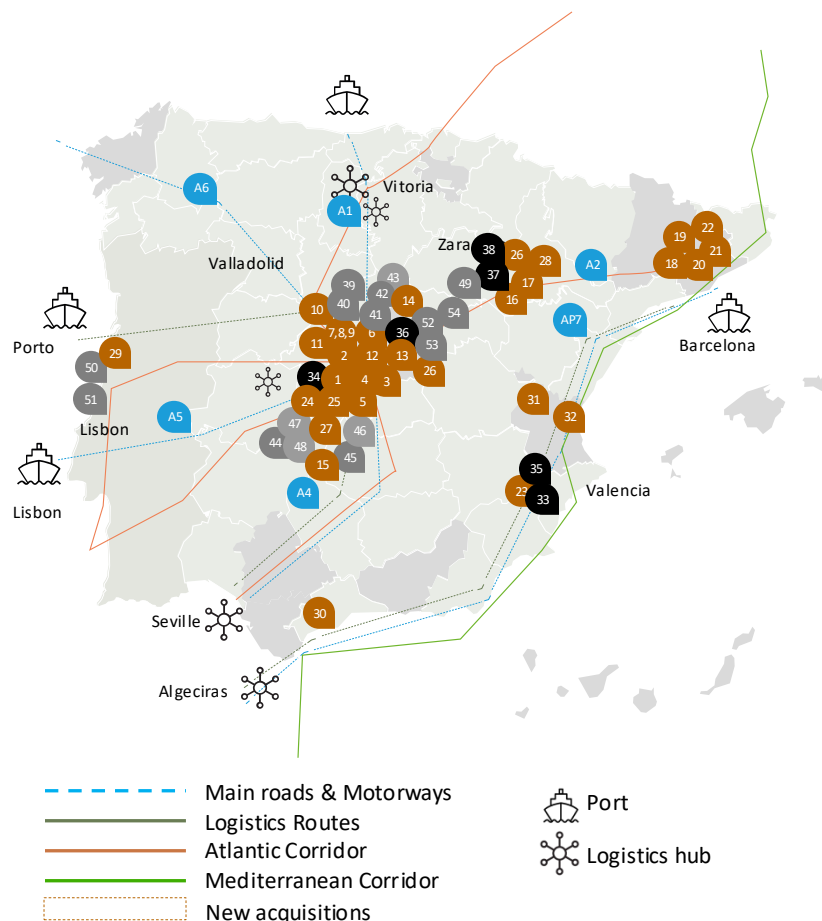 A6
Vitoria
A1
22
19
Zara
38
21
26
28
A2
18
20
Valladolid
37
43
39
49
17
42
14
40
16
10
54
41
AP7
52
7,8,9
6
36
Porto
11
53
Barcelona
29
2
12
13
50
26
34
1
4
3
51
31
24
25
5
32
A5
Lisbon
47
27
46
44
48
45
15
35
Lisbon
A4
23
33
Valencia
30
Seville
Algeciras
Main roads & Motorways
Port
Logistics Routes
Atlantic Corridor
Logistics hub
Mediterranean Corridor
New acquisitions